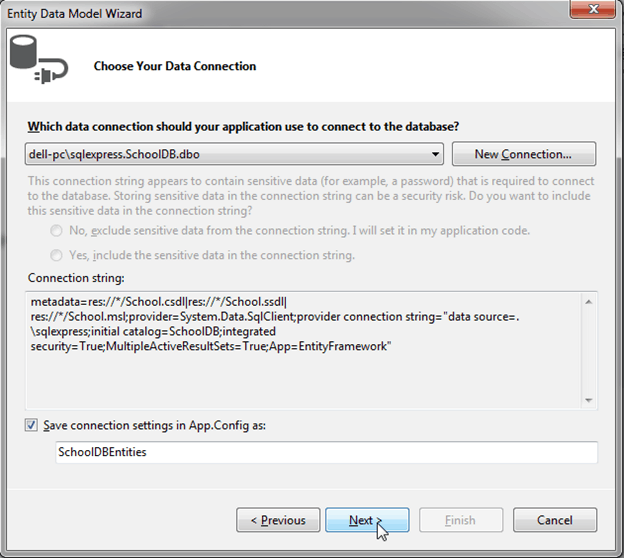 Entity Data Model Wizard
Choose Your Data Connection
Which data connection should your application use to connect to the database?
dell-pc\sqlexpress.SchoolDB.dbo
New Connection...
This connection string appears to contain sensitive data (for example, a password) that is required to connect
to the database. Storing sensitive data in the connection string can be a security risk. Do you want to include
this sensitive data in the connection string?
No, exclude sensitive data from the connection string. I will set it in my application code.
Yes, include the sensitive data in the connection string.
Connection string:
metadata=res://*/School.csdl|res://*/School.ssdl|
res://*/School.msl;provider=System.Data.SqlClient;provider connection string="data source=.
\sqlexpress;initial catalog=SchoolDB;integrated
security=True;MultipleActiveResultSets=True;App=EntityFramework"
Save connection settings in App.Config as:
SchoolDBEntities
< Previous
Next >
Finish
Cancel